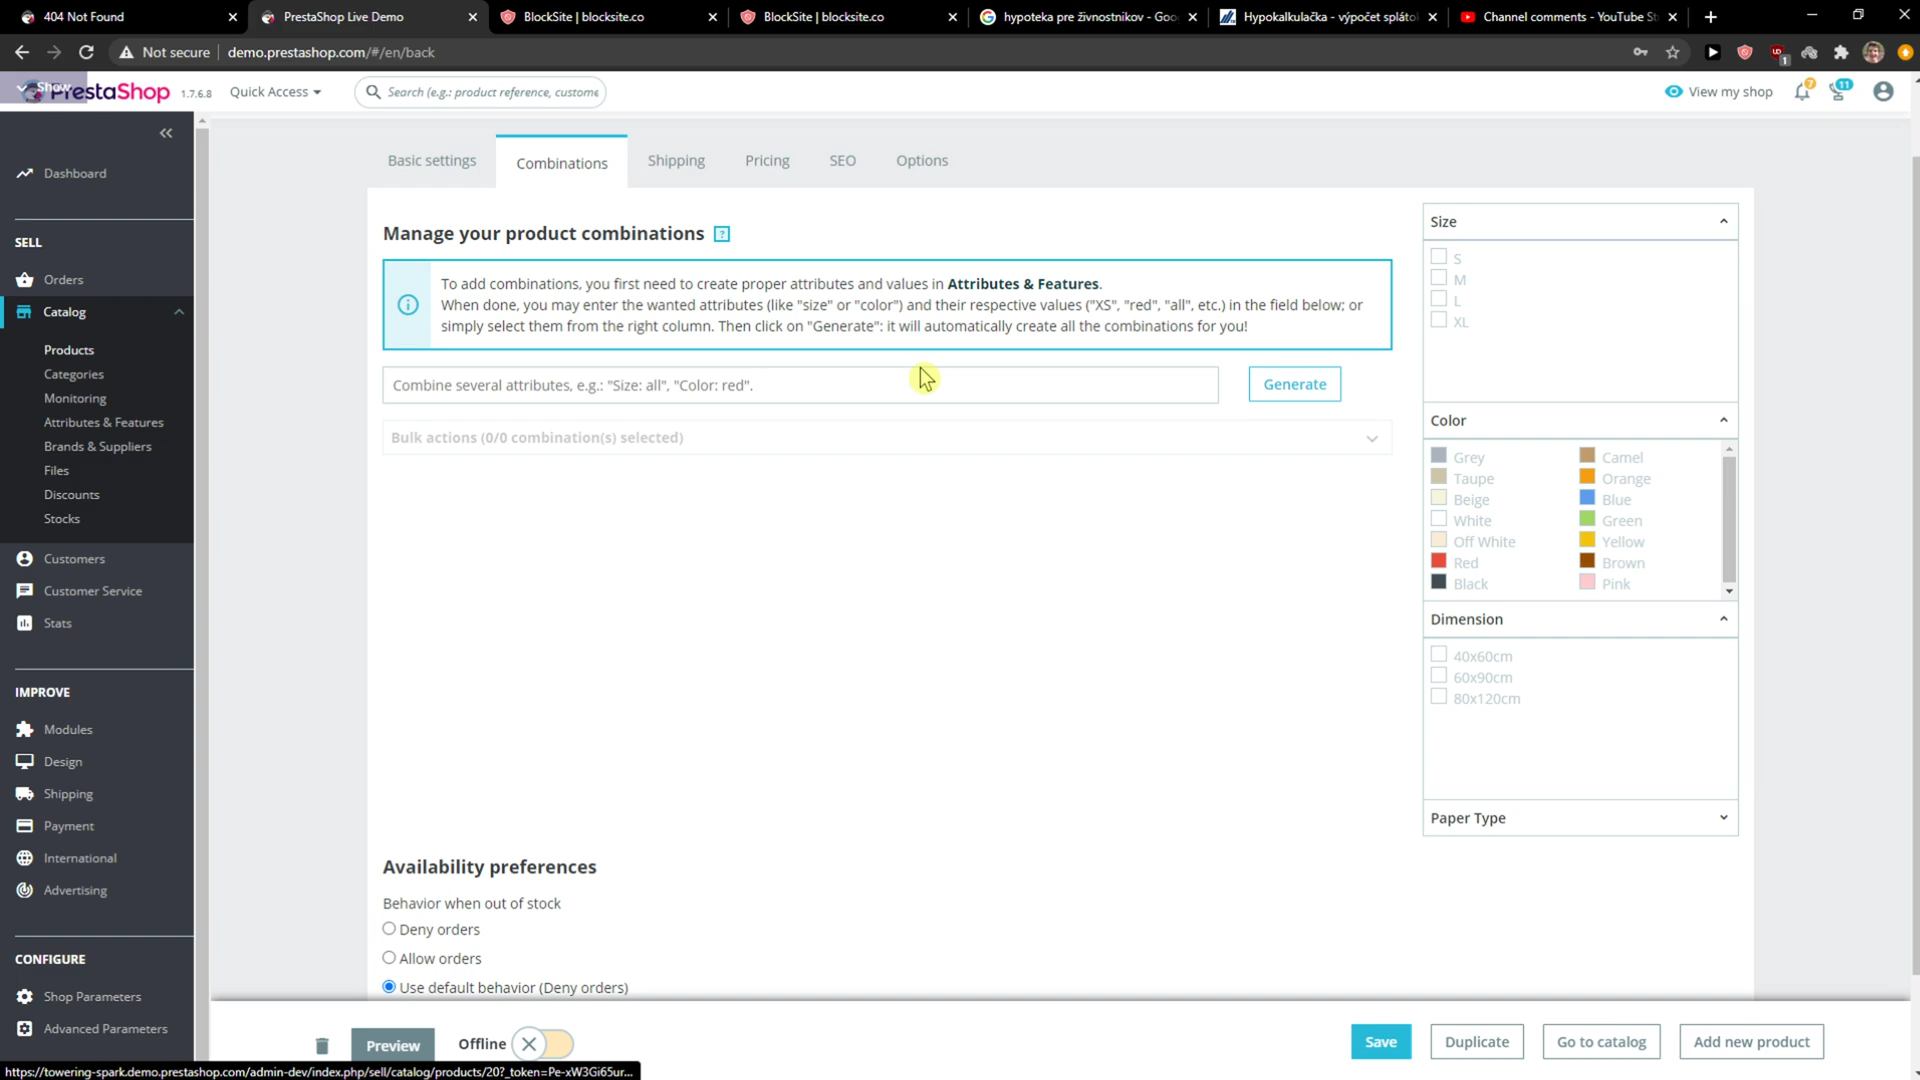 404 Not Found
PrestaShop Live Demo
BlockSite | blocksite.co
BlockSite | blocksite.co
hypoteka pre živnostnikov - Goo
Hypokalkulačka - výpočet spláto
Channel comments - YouTube St
Not secure
demo.prestashop.com/#/en/back
Show
PrestaShop
1.7.6.8
Quick Access
Search (e.g.: product reference, custome
View my shop
7
11
1
Dashboard
SELL
Orders
Catalog
Products
Categories
Monitoring
Attributes & Features
Brands & Suppliers
Files
Discounts
Stocks
Customers
Customer Service
Stats
IMPROVE
Modules
Design
Shipping
Payment
International
Advertising
CONFIGURE
Shop Parameters
Advanced Parameters
Basic settings
Combinations
Shipping
Pricing
SEO
Options
Manage your product combinations ?
To add combinations, you first need to create proper attributes and values in Attributes & Features.
When done, you may enter the wanted attributes (like "size" or "color") and their respective values ("XS", "red", "all", etc.) in the field below; or
simply select them from the right column. Then click on "Generate": it will automatically create all the combinations for you!
Combine several attributes, e.g.: "Size: all", "Color: red".
Generate
Bulk actions (0/0 combination(s) selected)
Size
S
M
L
XL
Color
Grey
Taupe
Beige
White
Off White
Red
Black
Camel
Orange
Blue
Green
Yellow
Brown
Pink
Dimension
40x60cm
60x90cm
80x120cm
Paper Type
Availability preferences
Behavior when out of stock
Deny orders
Allow orders
Use default behavior (Deny orders)
Preview
Offline
Save
Duplicate
Go to catalog
Add new product
https://towering-spark.demo.prestashop.com/admin-dev/index.php/sell/catalog/products/20?_token=Pe-xW3Gi65ur...